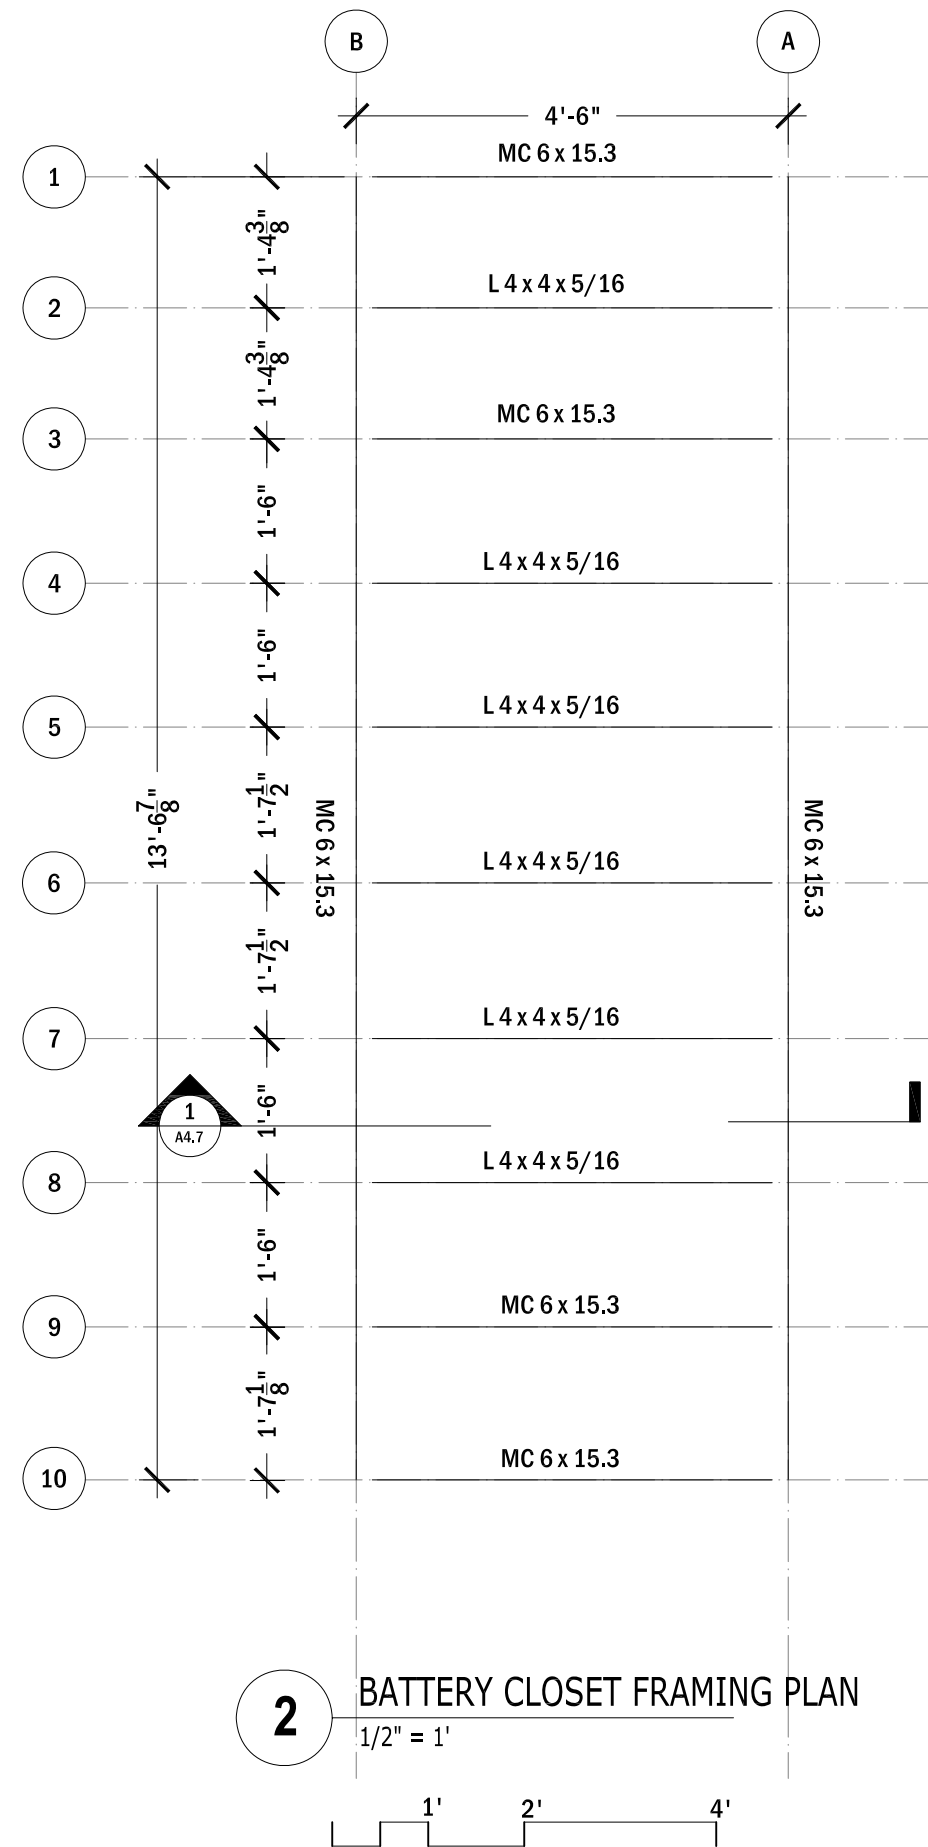 B
A
4'-6"
MC 6 x 15.3
1
1'-4 3/8"
L 4 x 4 x 5/16
2
1'-4 3/8"
MC 6 x 15.3
3
1'-6"
L 4 x 4 x 5/16
4
1'-6"
L 4 x 4 x 5/16
5
13'-6 7/8"
1'-7 1/2"
MC 6 x 15.3
MC 6 x 15.3
L 4 x 4 x 5/16
6
1'-7 1/2"
L 4 x 4 x 5/16
7
1
A4.7
1'-6"
L 4 x 4 x 5/16
8
1'-6"
MC 6 x 15.3
9
1'-7 1/8"
MC 6 x 15.3
10
2
BATTERY CLOSET FRAMING PLAN
1/2" = 1'
1' 2' 4'